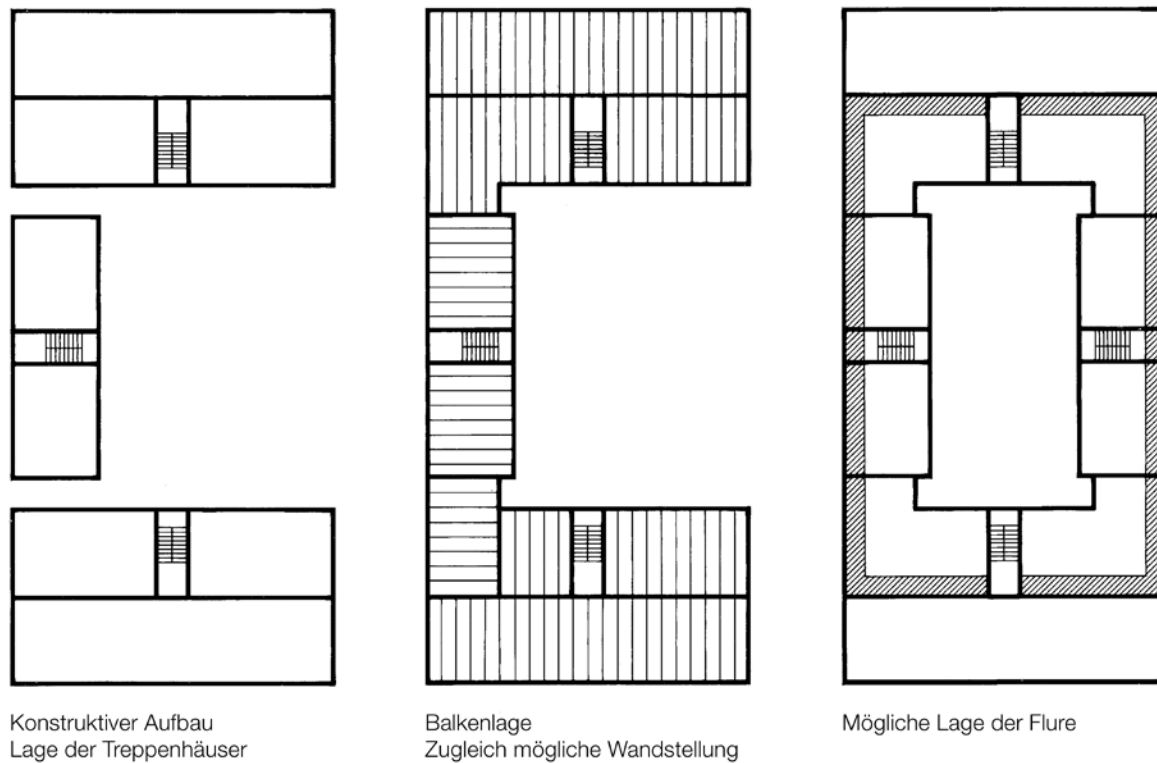 Konstruktiver Aufbau
Lage der Treppenhäuser
Balkenlage
Zugleich mögliche Wandstellung
Mögliche Lage der Flure